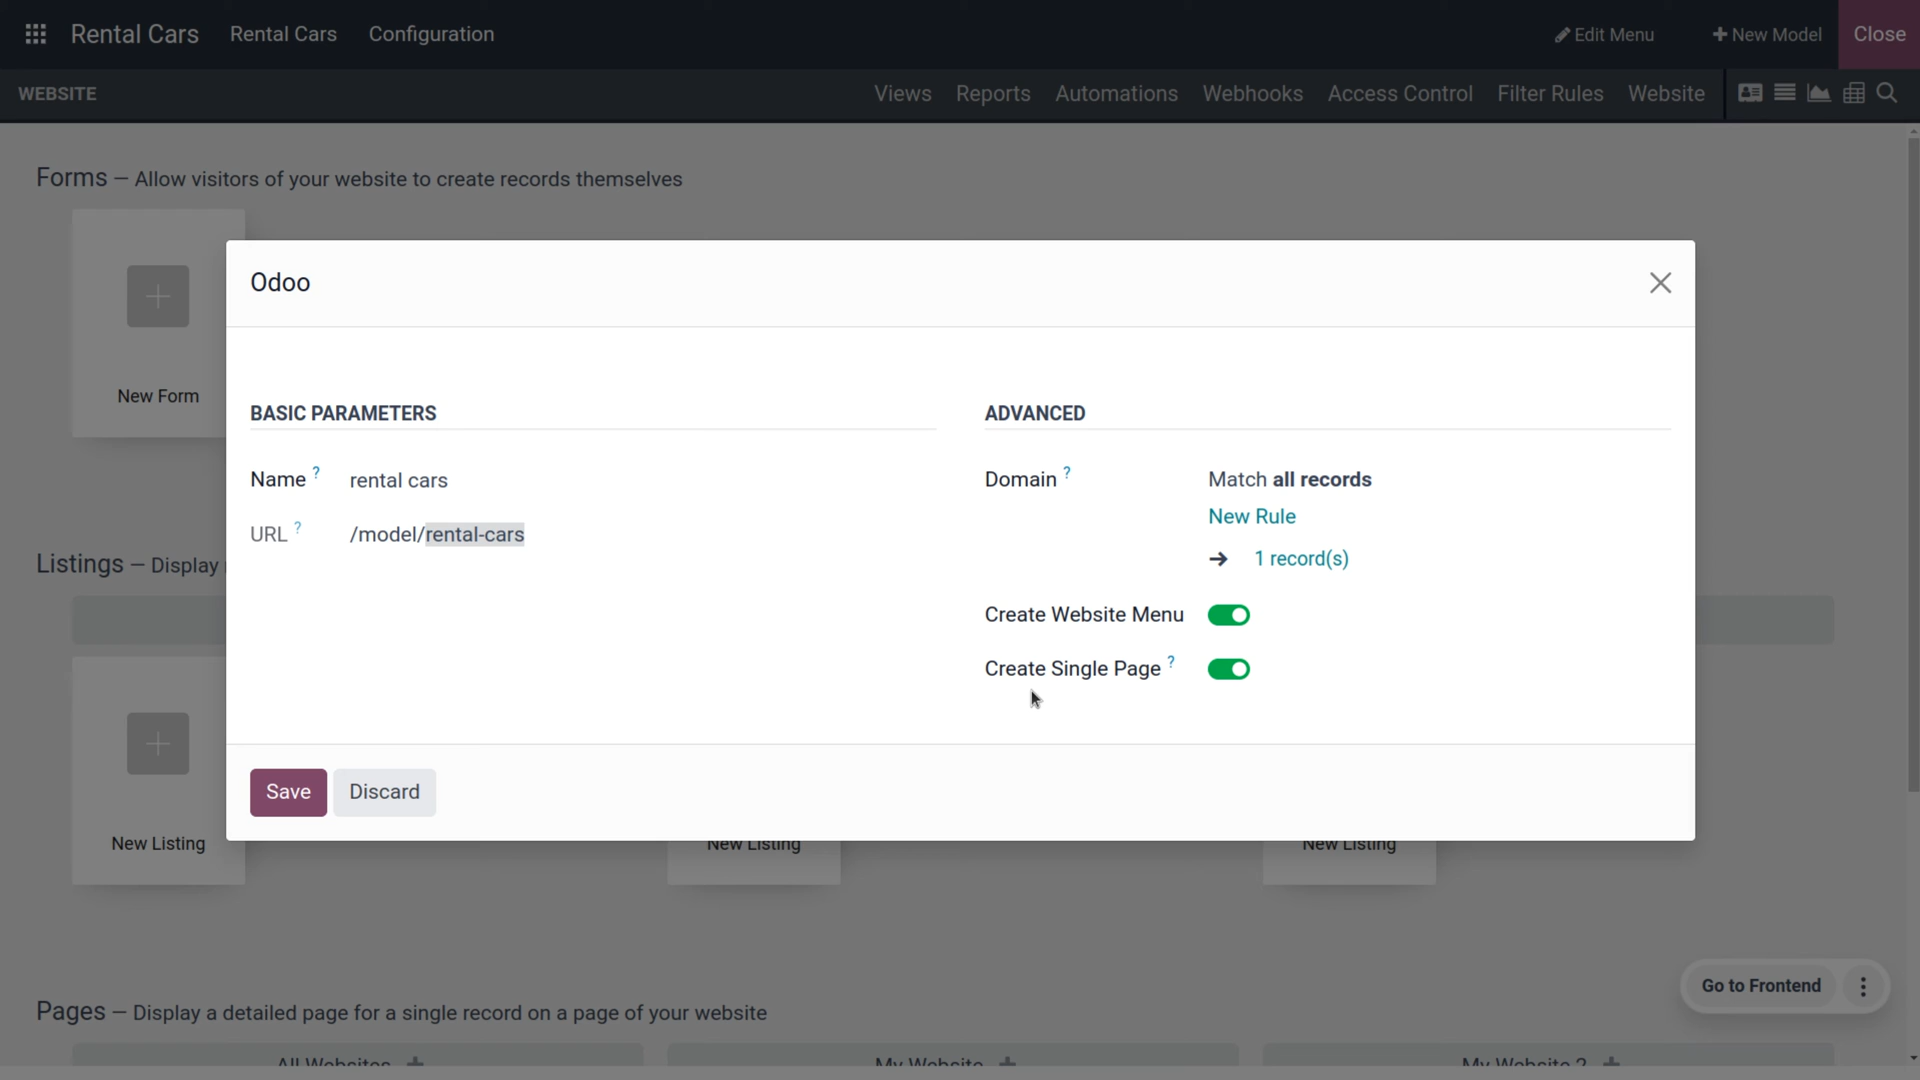 Rental Cars Rental Cars Configuration Edit Menu New Model Close
WEBSITE Views Reports Automations Webhooks Access Control Filter Rules Website
Forms — Allow visitors of your website to create records themselves
New Form
Odoo
BASIC PARAMETERS
Name ? rental cars
URL ? /model/rental-cars
ADVANCED
Domain ? Match all records
New Rule
→ 1 record(s)
Create Website Menu
Create Single Page ?
Save Discard
Listings — Display
New Listing New Listing New Listing
Go to Frontend
Pages — Display a detailed page for a single record on a page of your website
All Websites + My Website + My Website 2 +